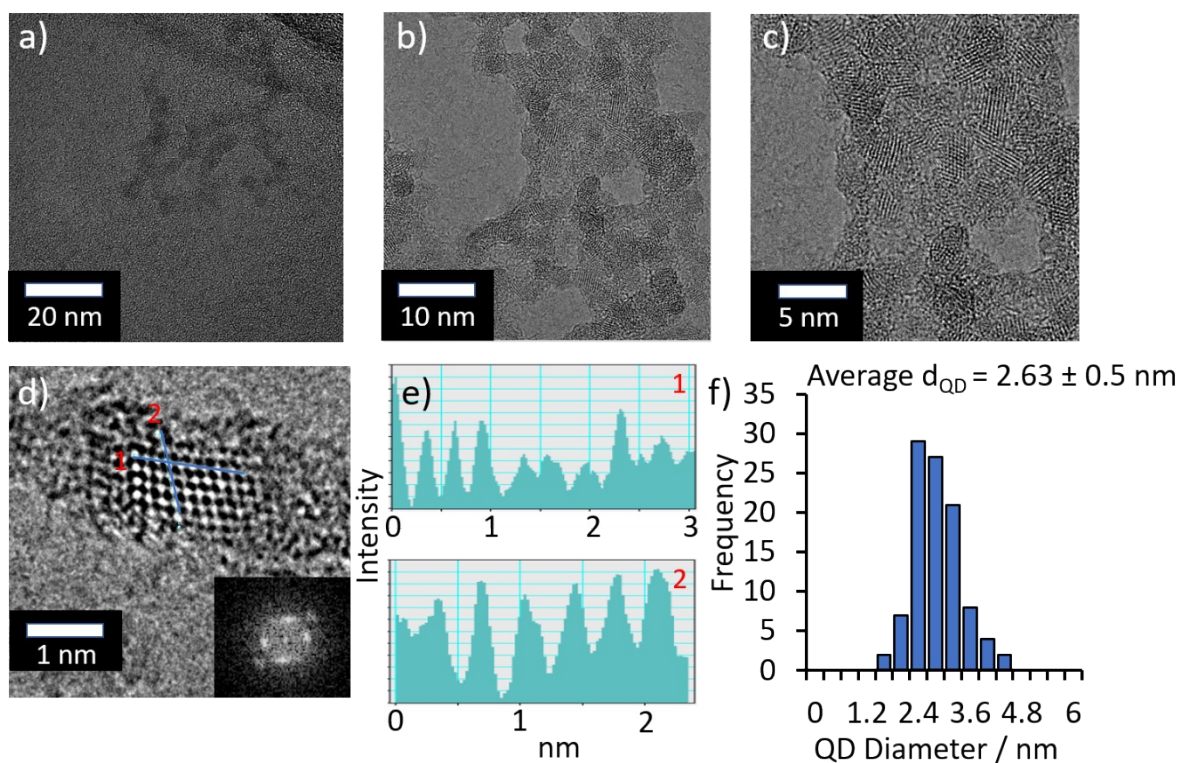 a)
20 nm
b)
10 nm
c)
5 nm
d)
2
1
1 nm
e)
Intensity
1
0 1 2 3
2
0 1 2
nm
f)
Average dQD = 2.63 ± 0.5 nm
Frequency
35
30
25
20
15
10
5
0
0 1.2 2.4 3.6 4.8 6
QD Diameter / nm